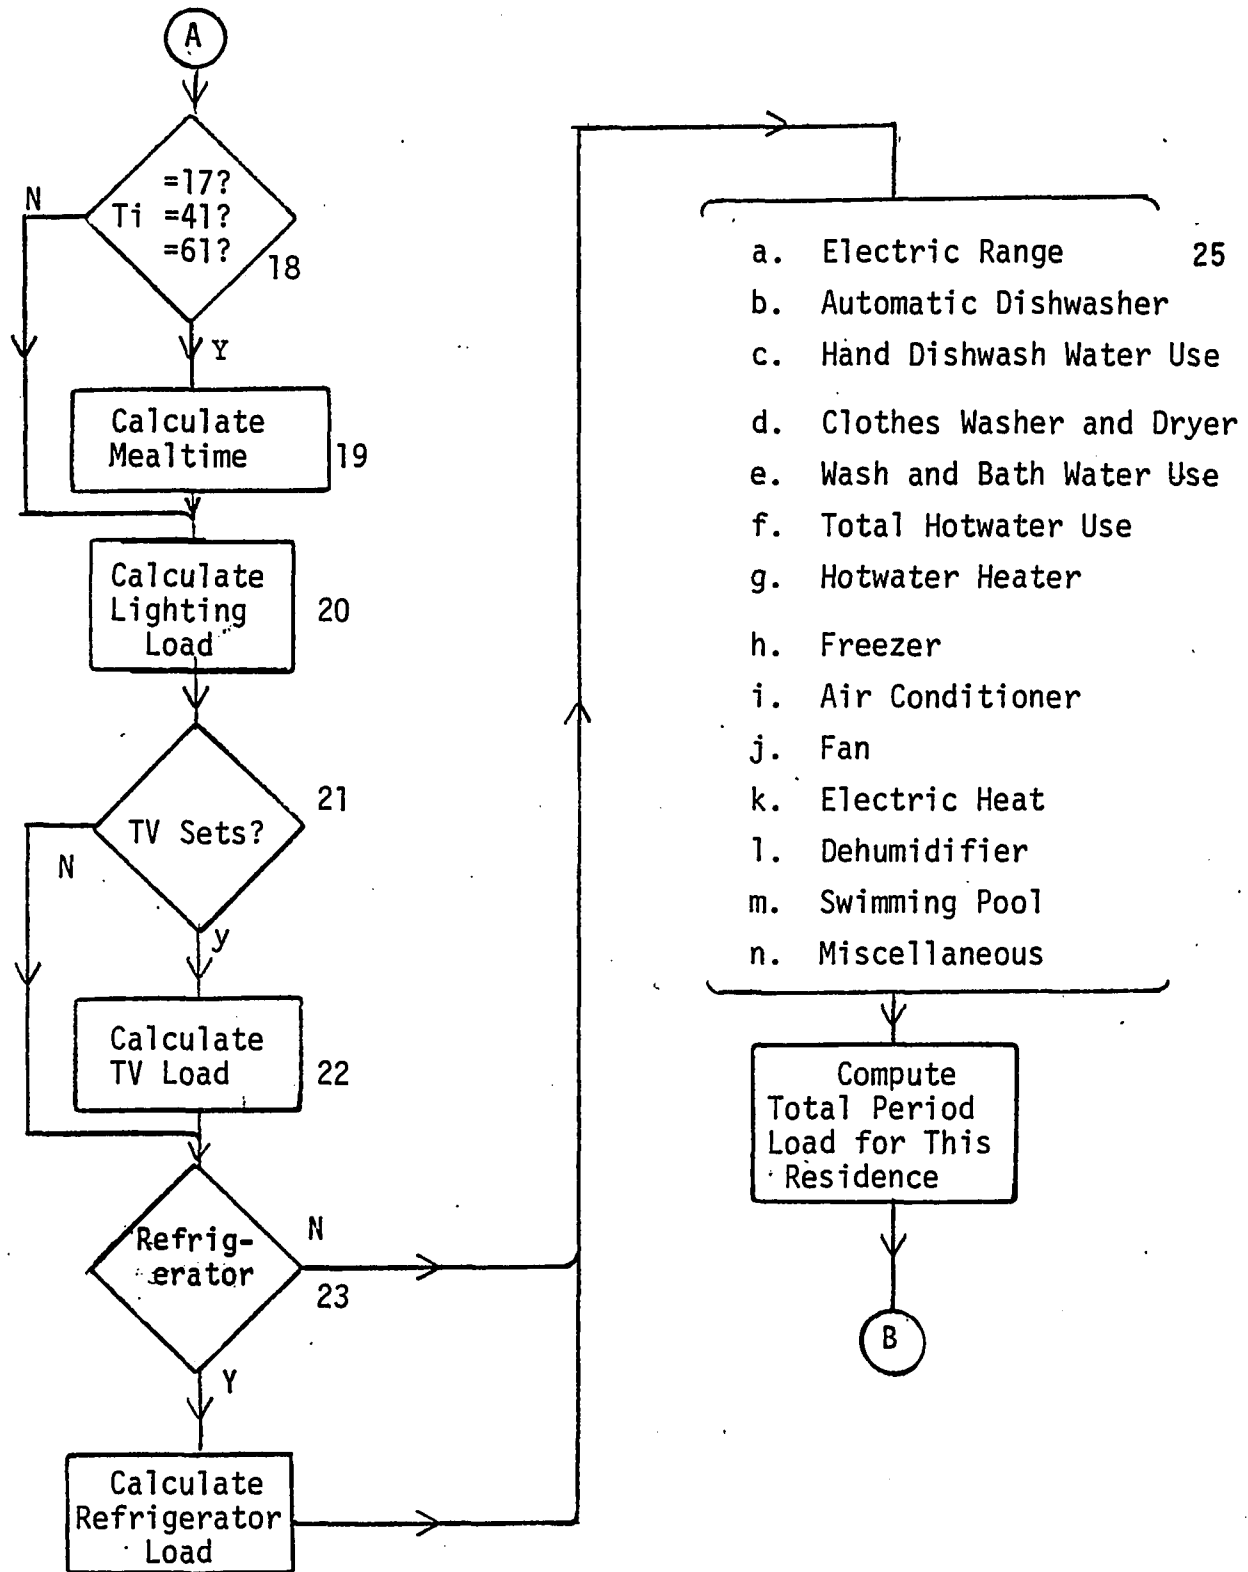 A
=17?
N
Ti =41?
=61?
18
Y
Calculate
Mealtime
19
Calculate
Lighting
Load
20
21
TV Sets?
N
y
Calculate
TV Load
22
Refrig-
erator
N
23
Y
Calculate
Refrigerator
Load
a. Electric Range 25
b. Automatic Dishwasher
c. Hand Dishwash Water Use
d. Clothes Washer and Dryer
e. Wash and Bath Water Use
f. Total Hotwater Use
g. Hotwater Heater
h. Freezer
i. Air Conditioner
j. Fan
k. Electric Heat
l. Dehumidifier
m. Swimming Pool
n. Miscellaneous
Compute
Total Period
Load for This
Residence
B